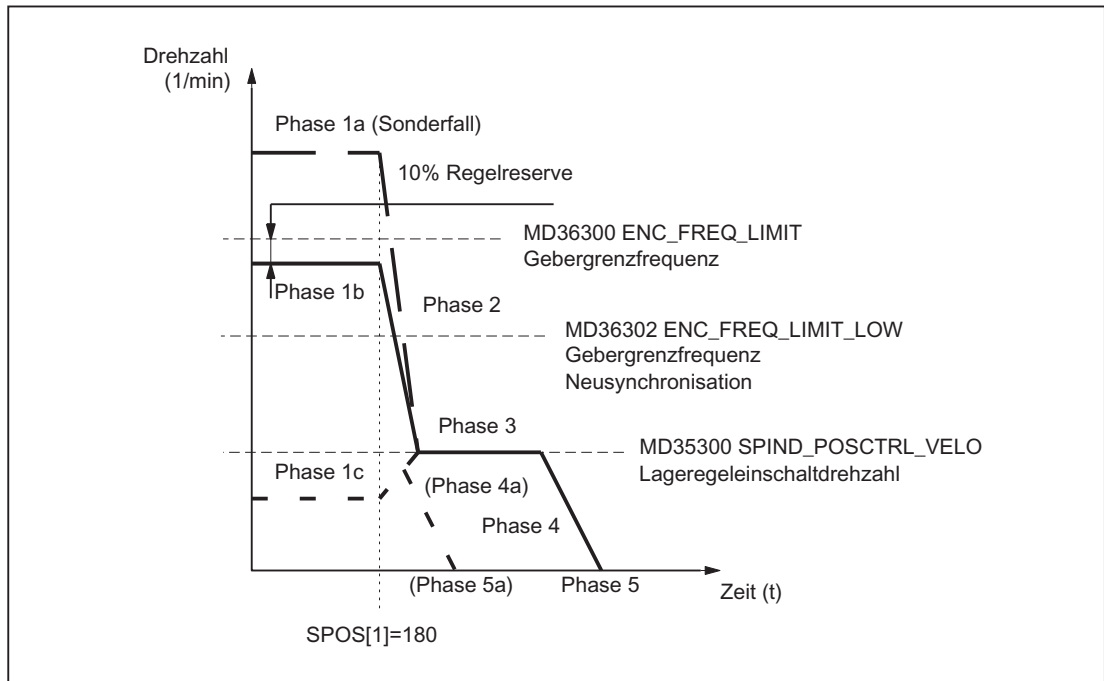 Drehzahl
(1/min)
Phase 1a (Sonderfall)
10% Regelreserve
MD36300 ENC_FREQ_LIMIT
Gebergrenzfrequenz
Phase 1b
Phase 2
MD36302 ENC_FREQ_LIMIT_LOW
Gebergrenzfrequenz
Neusynchronisation
Phase 3
MD35300 SPIND_POSCTRL_VELO
Lageregeleinschaltdrehzahl
Phase 1c
(Phase 4a)
Phase 4
(Phase 5a)
Phase 5
Zeit (t)
SPOS[1]=180